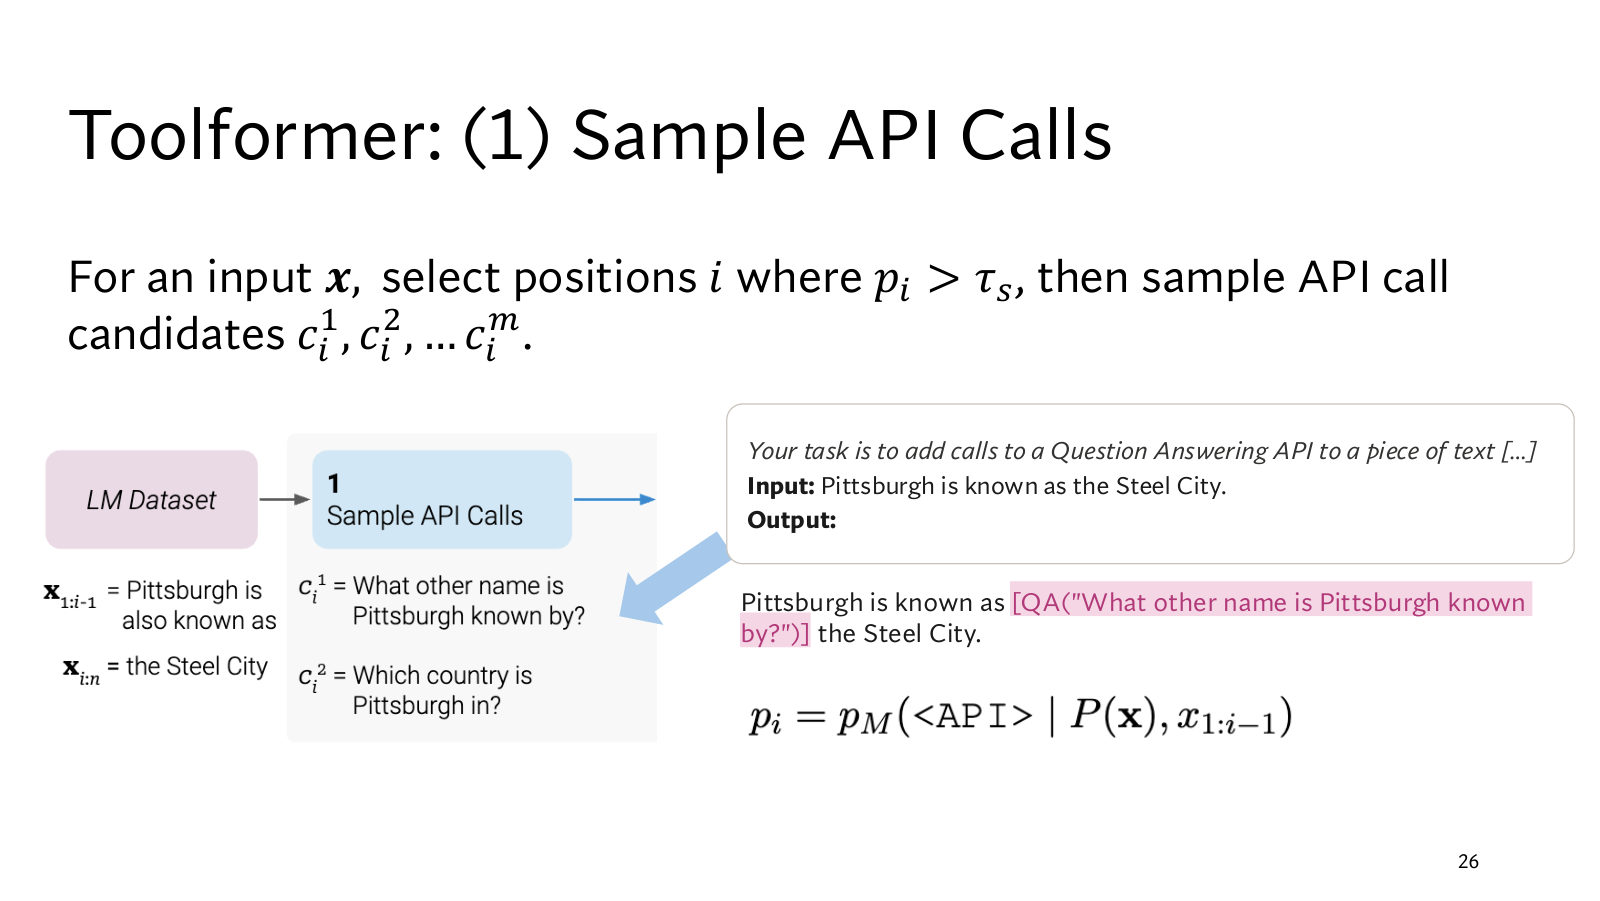 Toolformer: (1) Sample API Calls
For an input 𝒙, select positions 𝑖 where 𝑝ᵢ > 𝜏ₛ, then sample API call
candidates 𝑐ᵢ¹, 𝑐ᵢ², … 𝑐ᵢᵐ.
LM Dataset
1
Sample API Calls
x₁:ᵢ₋₁ = Pittsburgh is
also known as
xᵢ:ₙ = the Steel City
cᵢ¹ = What other name is
Pittsburgh known by?
cᵢ² = Which country is
Pittsburgh in?
Your task is to add calls to a Question Answering API to a piece of text […]
Input: Pittsburgh is known as the Steel City.
Output:
Pittsburgh is known as [QA("What other name is Pittsburgh known
by?")] the Steel City.
pᵢ = p_M(<API> | P(x), x₁:ᵢ₋₁)
26